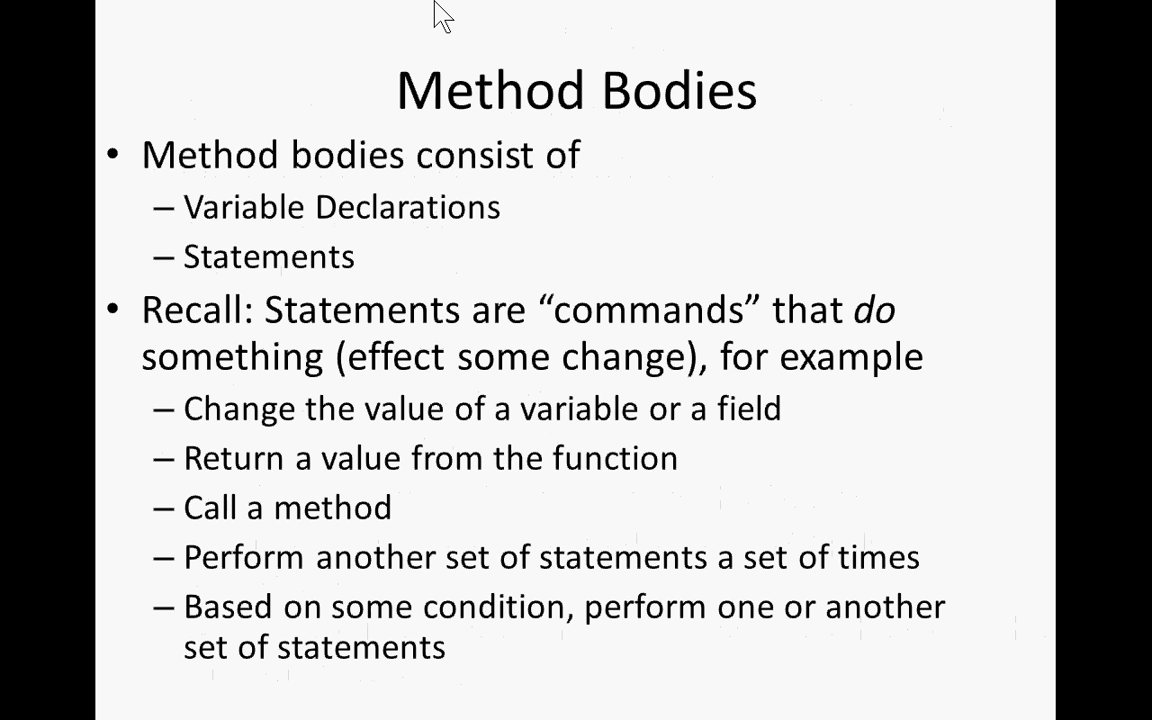 Method Bodies
• Method bodies consist of
– Variable Declarations
– Statements
• Recall: Statements are “commands” that do
something (effect some change), for example
– Change the value of a variable or a field
– Return a value from the function
– Call a method
– Perform another set of statements a set of times
– Based on some condition, perform one or another
set of statements